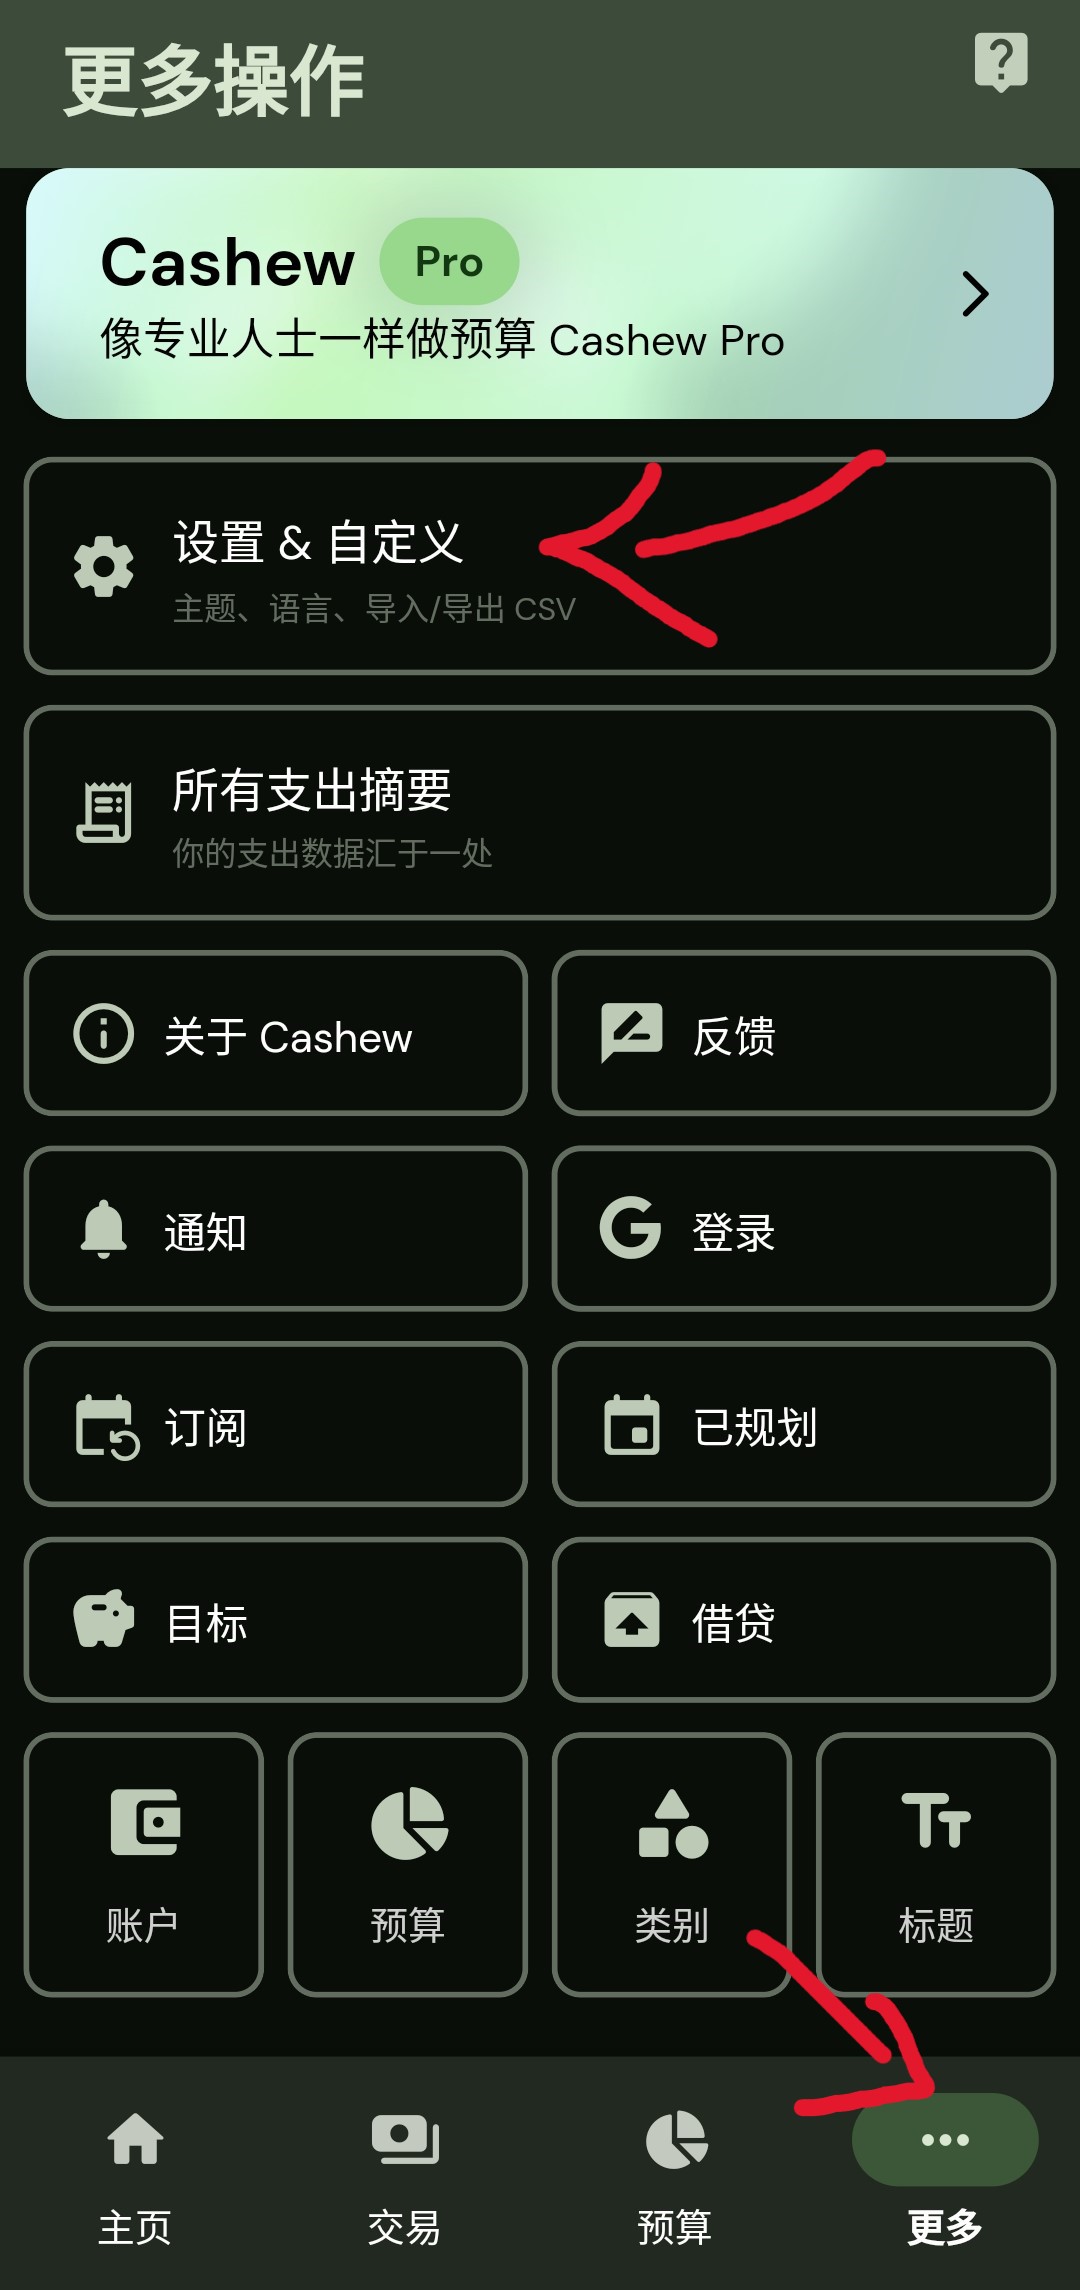 更多操作
Cashew Pro
像专业人士一样做预算 Cashew Pro
设置 & 自定义
主题、语言、导入/导出 CSV
所有支出摘要
你的支出数据汇于一处
关于 Cashew
反馈
通知
登录
订阅
已规划
目标
借贷
账户
预算
类别
标题
主页
交易
预算
更多